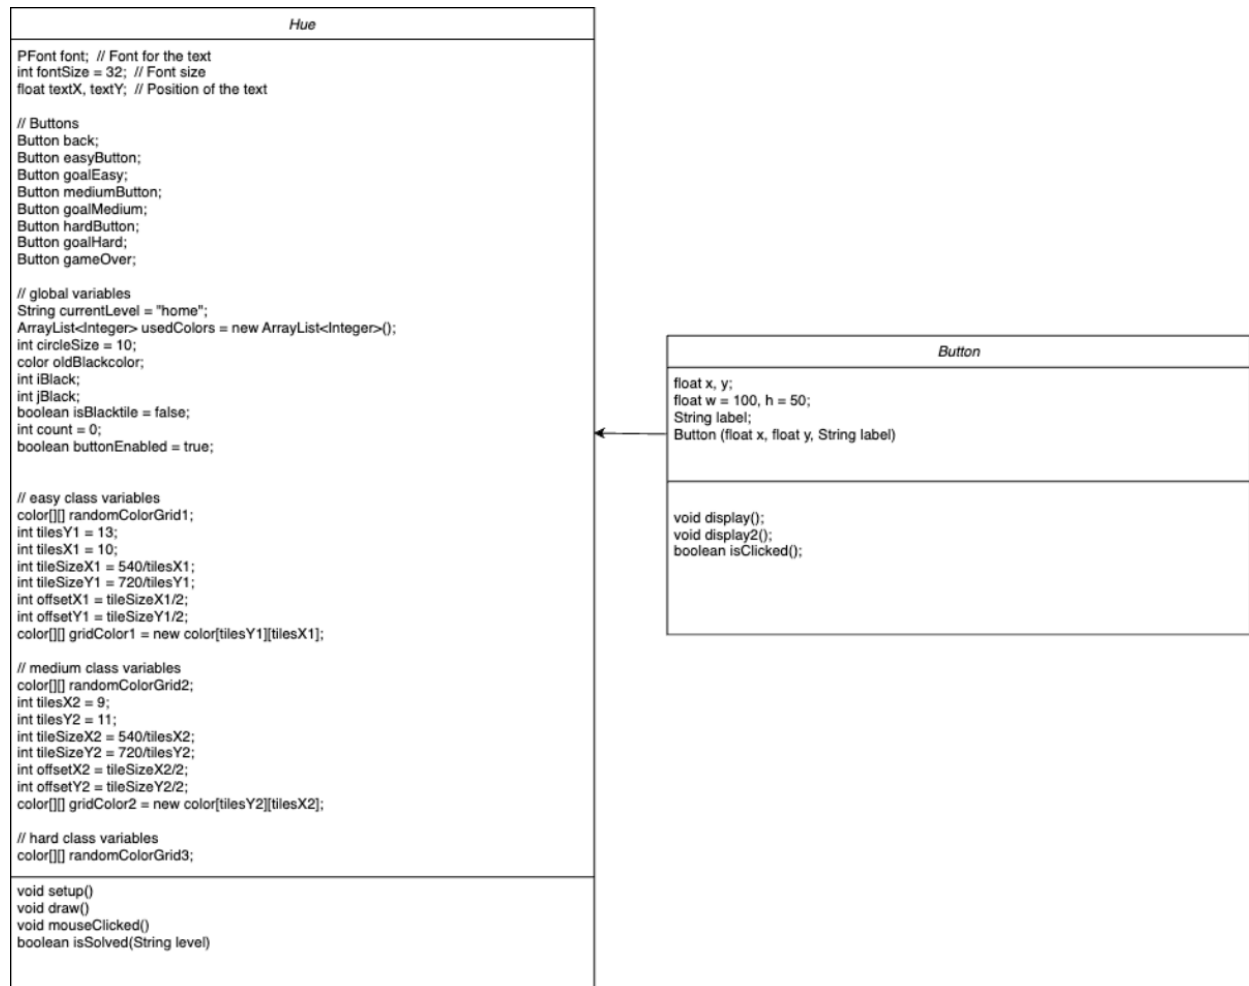 Hue
PFont font;  // Font for the text
int fontSize = 32;  // Font size
float textX, textY;  // Position of the text
// Buttons
Button back;
Button easyButton;
Button goalEasy;
Button mediumButton;
Button goalMedium;
Button hardButton;
Button goalHard;
Button gameOver;
// global variables
String currentLevel = "home";
ArrayList<Integer> usedColors = new ArrayList<Integer>();
int circleSize = 10;
color oldBlackcolor;
int iBlack;
int jBlack;
boolean isBlacktile = false;
int count = 0;
boolean buttonEnabled = true;
// easy class variables
color[][] randomColorGrid1;
int tilesY1 = 13;
int tilesX1 = 10;
int tileSizeX1 = 540/tilesX1;
int tileSizeY1 = 720/tilesY1;
int offsetX1 = tileSizeX1/2;
int offsetY1 = tileSizeY1/2;
color[][] gridColor1 = new color[tilesY1][tilesX1];
// medium class variables
color[][] randomColorGrid2;
int tilesX2 = 9;
int tilesY2 = 11;
int tileSizeX2 = 540/tilesX2;
int tileSizeY2 = 720/tilesY2;
int offsetX2 = tileSizeX2/2;
int offsetY2 = tileSizeY2/2;
color[][] gridColor2 = new color[tilesY2][tilesX2];
// hard class variables
color[][] randomColorGrid3;
void setup()
void draw()
void mouseClicked()
boolean isSolved(String level)
Button
float x, y;
float w = 100, h = 50;
String label;
Button (float x, float y, String label)
void display();
void display2();
boolean isClicked();